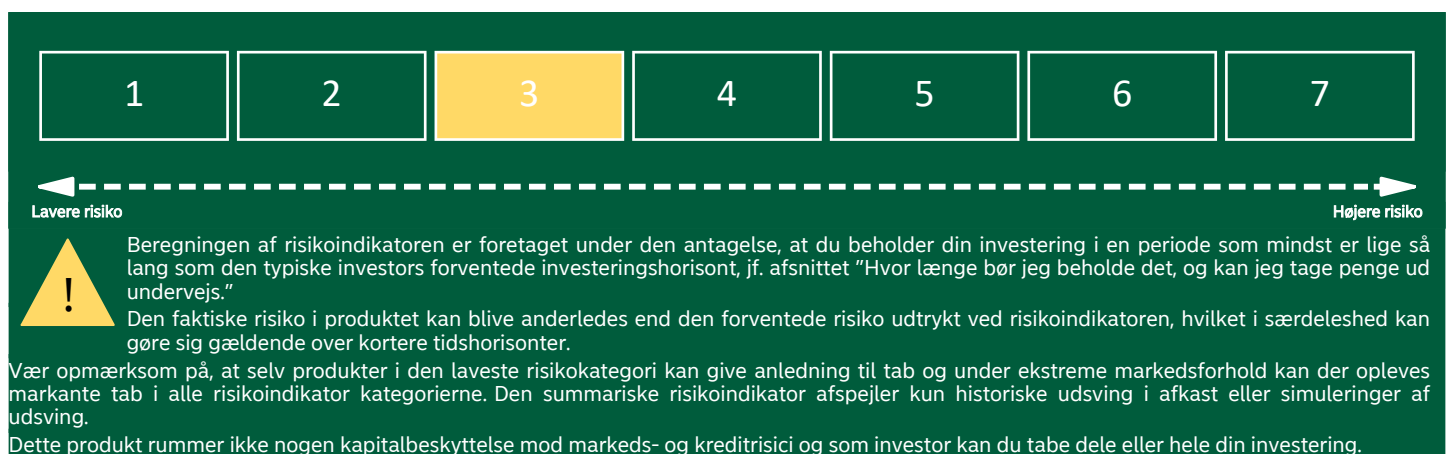 1 2 3 4 5 6 7
Lavere risiko Højere risiko
Beregningen af risikoindikatoren er foretaget under den antagelse, at du beholder din investering i en periode som mindst er lige så
lang som den typiske investors forventede investeringshorisont, jf. afsnittet ”Hvor længe bør jeg beholde det, og kan jeg tage penge ud
undervejs.”
!
Den faktiske risiko i produktet kan blive anderledes end den forventede risiko udtrykt ved risikoindikatoren, hvilket i særdeleshed kan
gøre sig gældende over kortere tidshorisonter.
Vær opmærksom på, at selv produkter i den laveste risikokategori kan give anledning til tab og under ekstreme markedsforhold kan der opleves
markante tab i alle risikoindikator kategorierne. Den summariske risikoindikator afspejler kun historiske udsving i afkast eller simuleringer af
udsving.
Dette produkt rummer ikke nogen kapitalbeskyttelse mod markeds- og kreditrisici og som investor kan du tabe dele eller hele din investering.